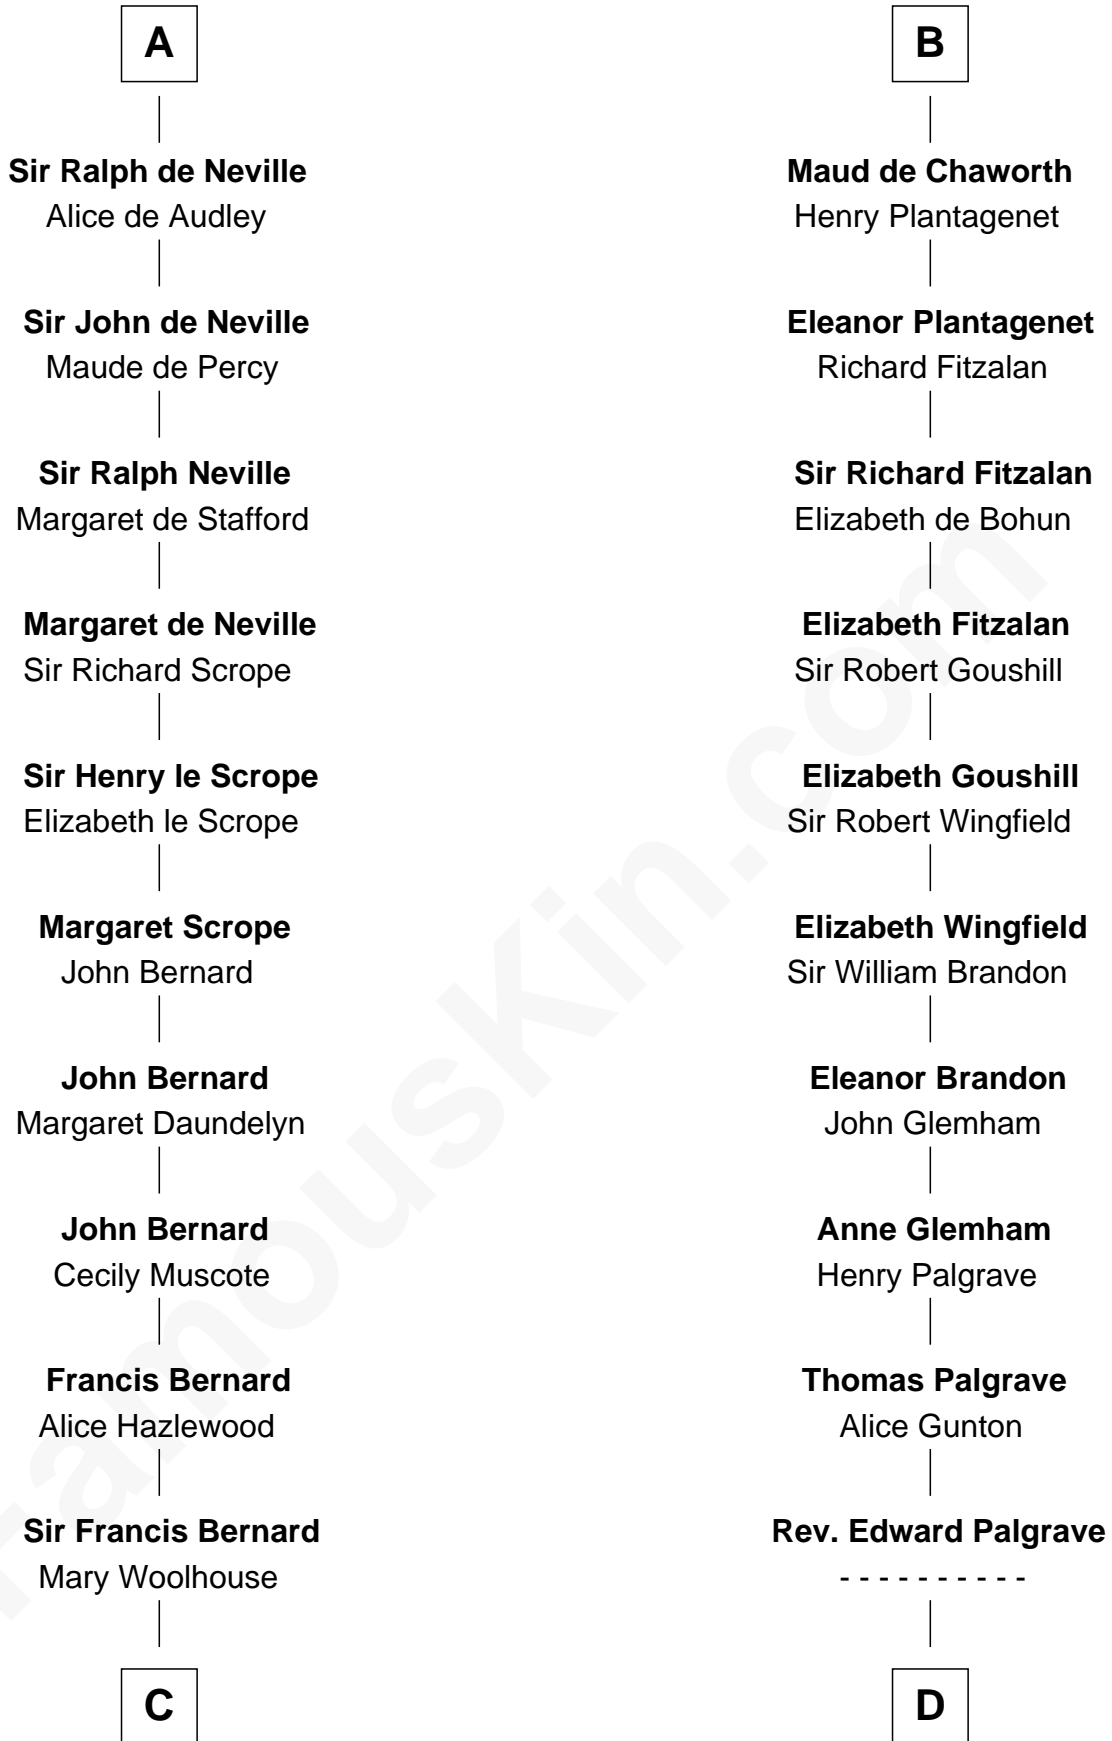 A
Sir Ralph de Neville
Alice de Audley
Sir John de Neville
Maude de Percy
Sir Ralph Neville
Margaret de Stafford
Margaret de Neville
Sir Richard Scrope
Sir Henry le Scrope
Elizabeth le Scrope
Margaret Scrope
John Bernard
John Bernard
Margaret Daundelyn
John Bernard
Cecily Muscote
Francis Bernard
Alice Hazlewood
Sir Francis Bernard
Mary Woolhouse
C
B
Maud de Chaworth
Henry Plantagenet
Eleanor Plantagenet
Richard Fitzalan
Sir Richard Fitzalan
Elizabeth de Bohun
Elizabeth Fitzalan
Sir Robert Goushill
Elizabeth Goushill
Sir Robert Wingfield
Elizabeth Wingfield
Sir William Brandon
Eleanor Brandon
John Glemham
Anne Glemham
Henry Palgrave
Thomas Palgrave
Alice Gunton
Rev. Edward Palgrave
- - - - - - - - - -
D
FamousKin.com